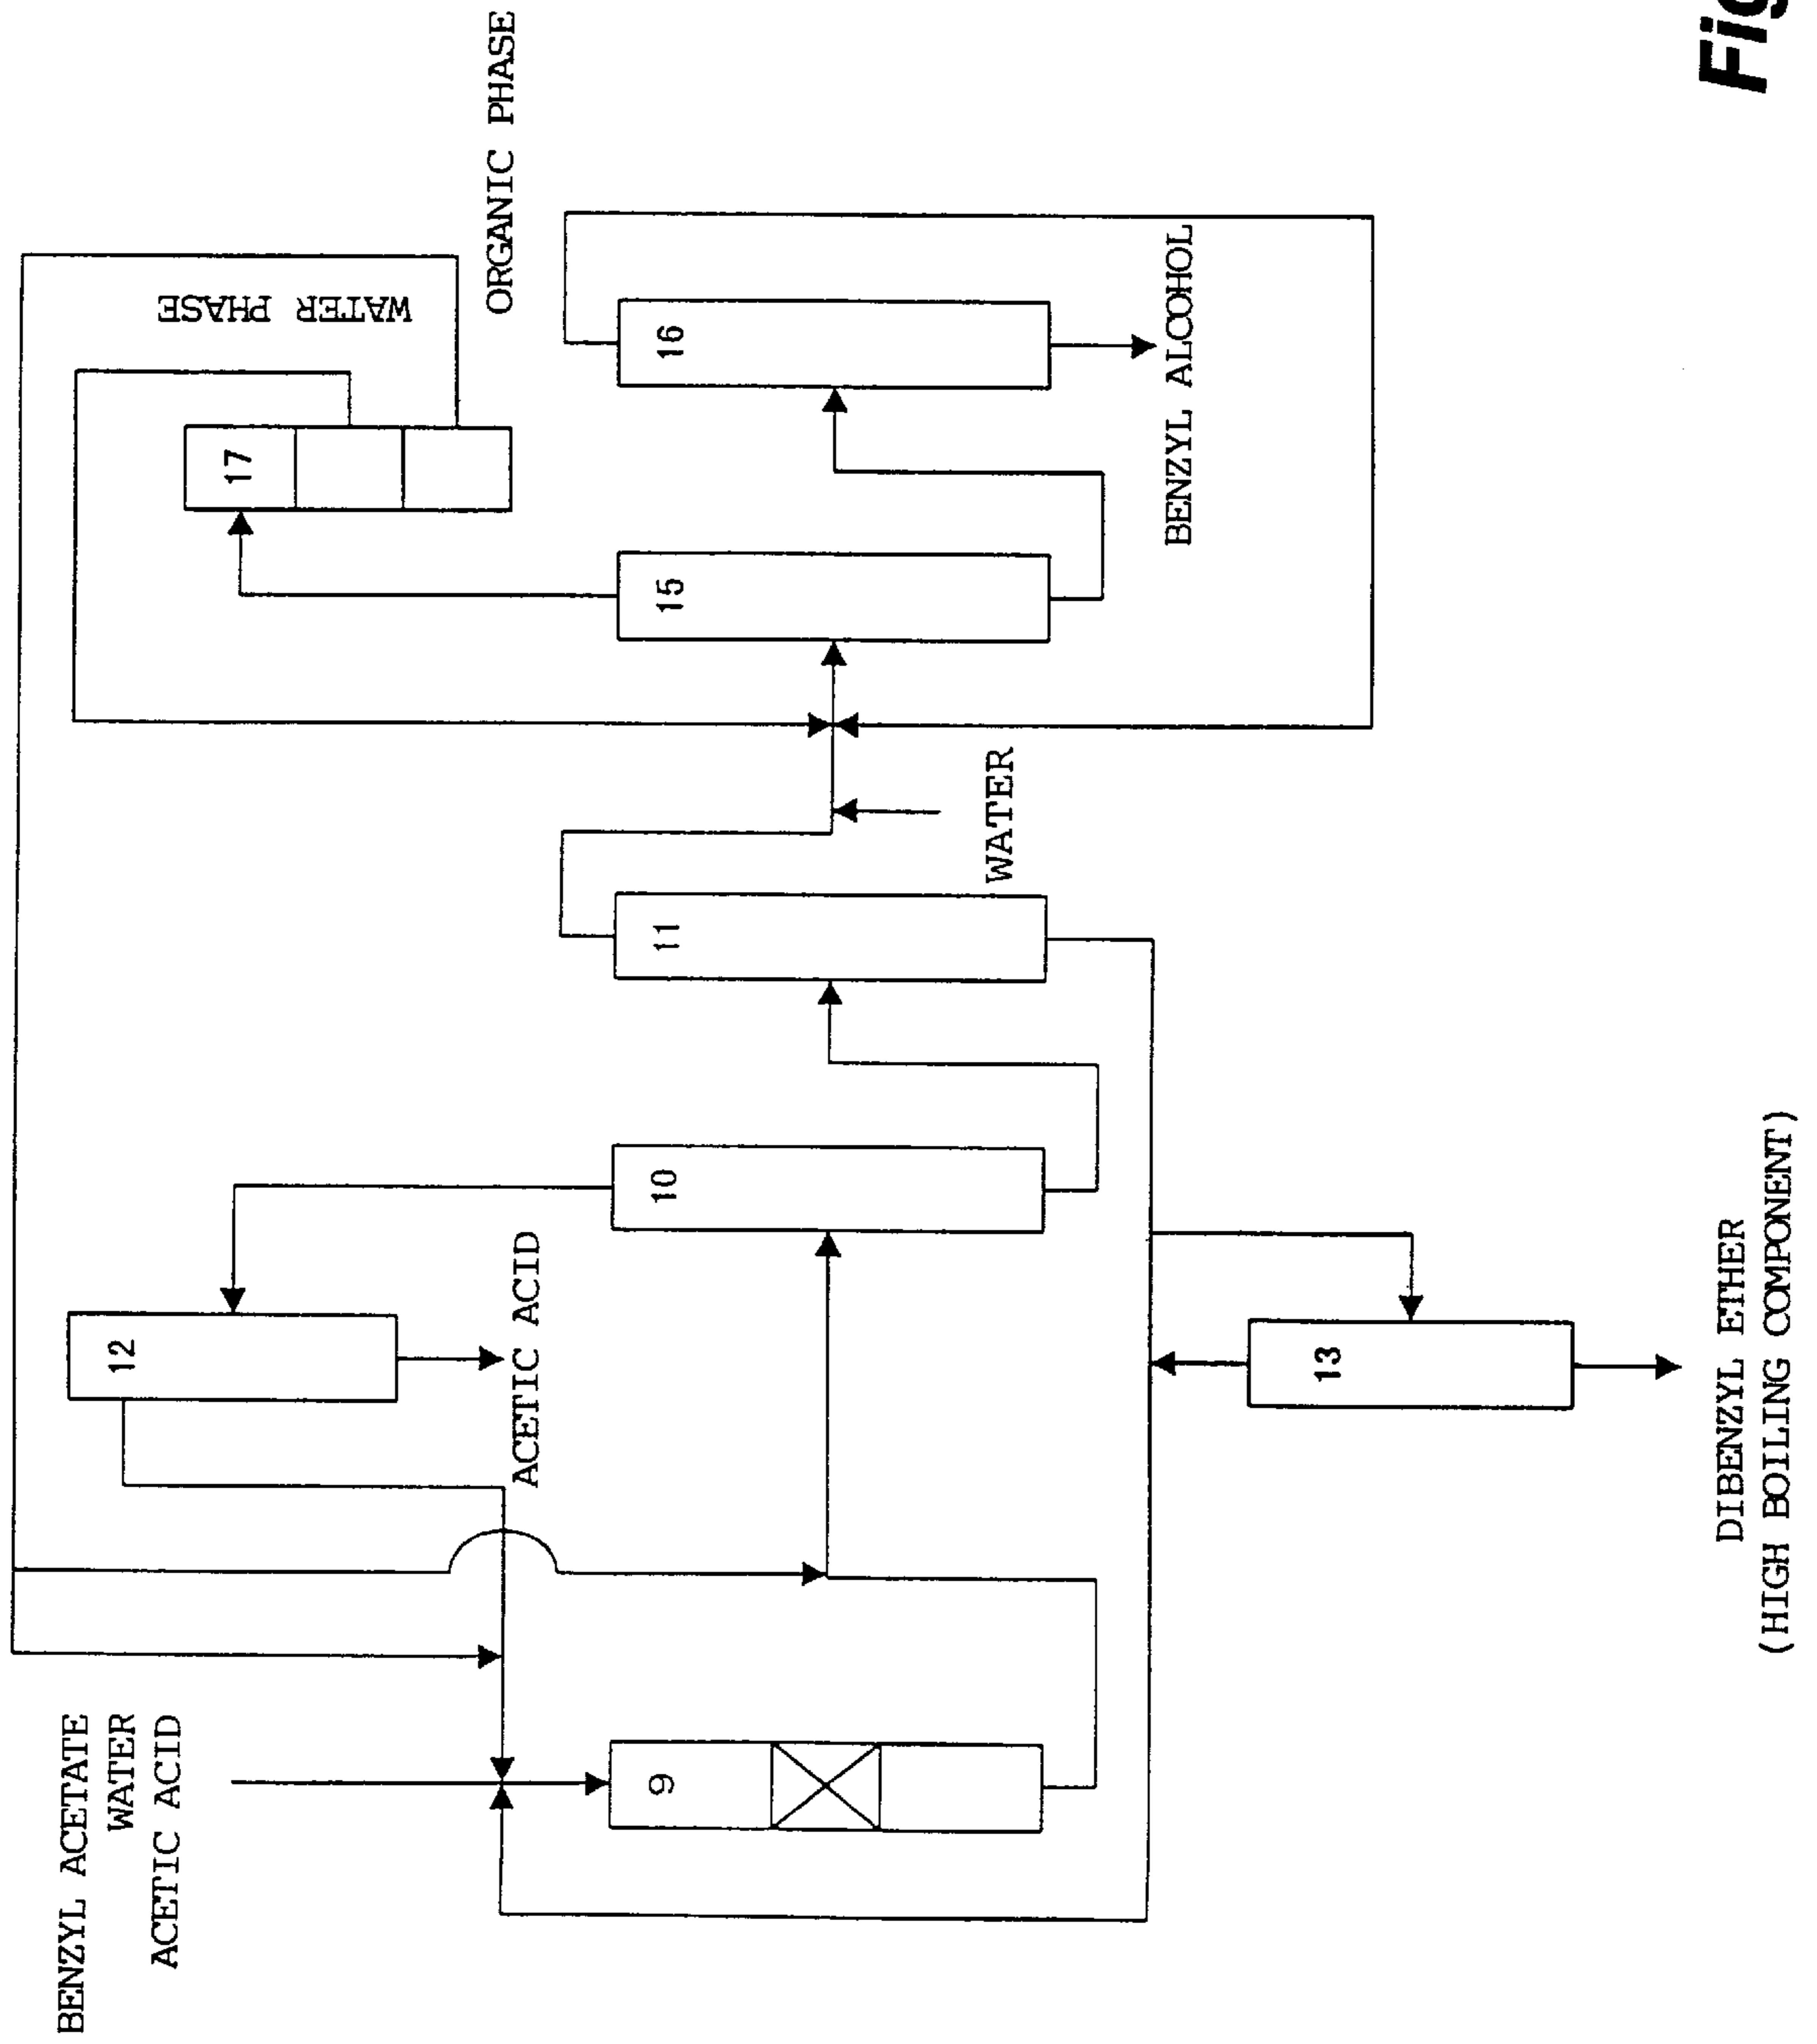 BENZYL ACETATE
WATER
ACETIC ACID
9
12
ACETIC ACID
10
11
13
DIBENZYL ETHER
(HIGH BOILING COMPONENT)
WATER
15
17
WATER PHASE
ORGANIC PHASE
16
BENZYL ALCOHOL